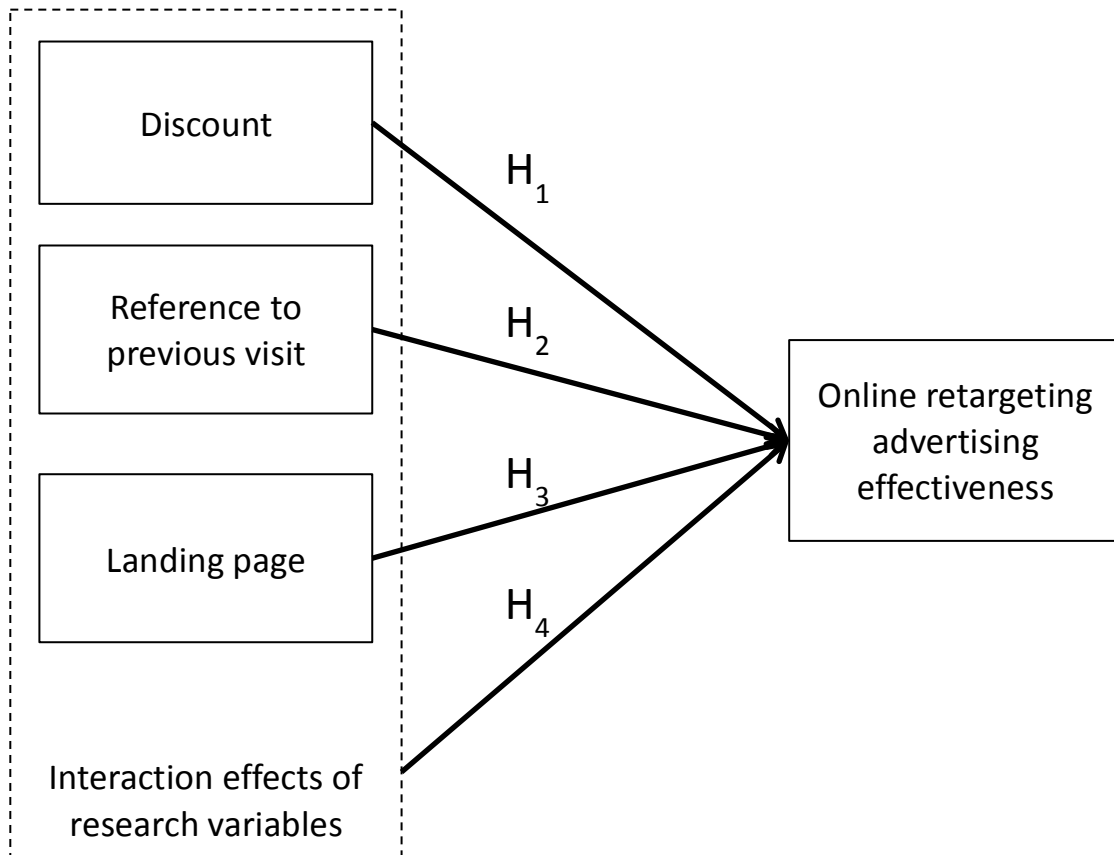 Discount
H₁
Reference to
previous visit
H₂
Online retargeting
advertising
effectiveness
Landing page
H₃
H₄
Interaction effects of
research variables